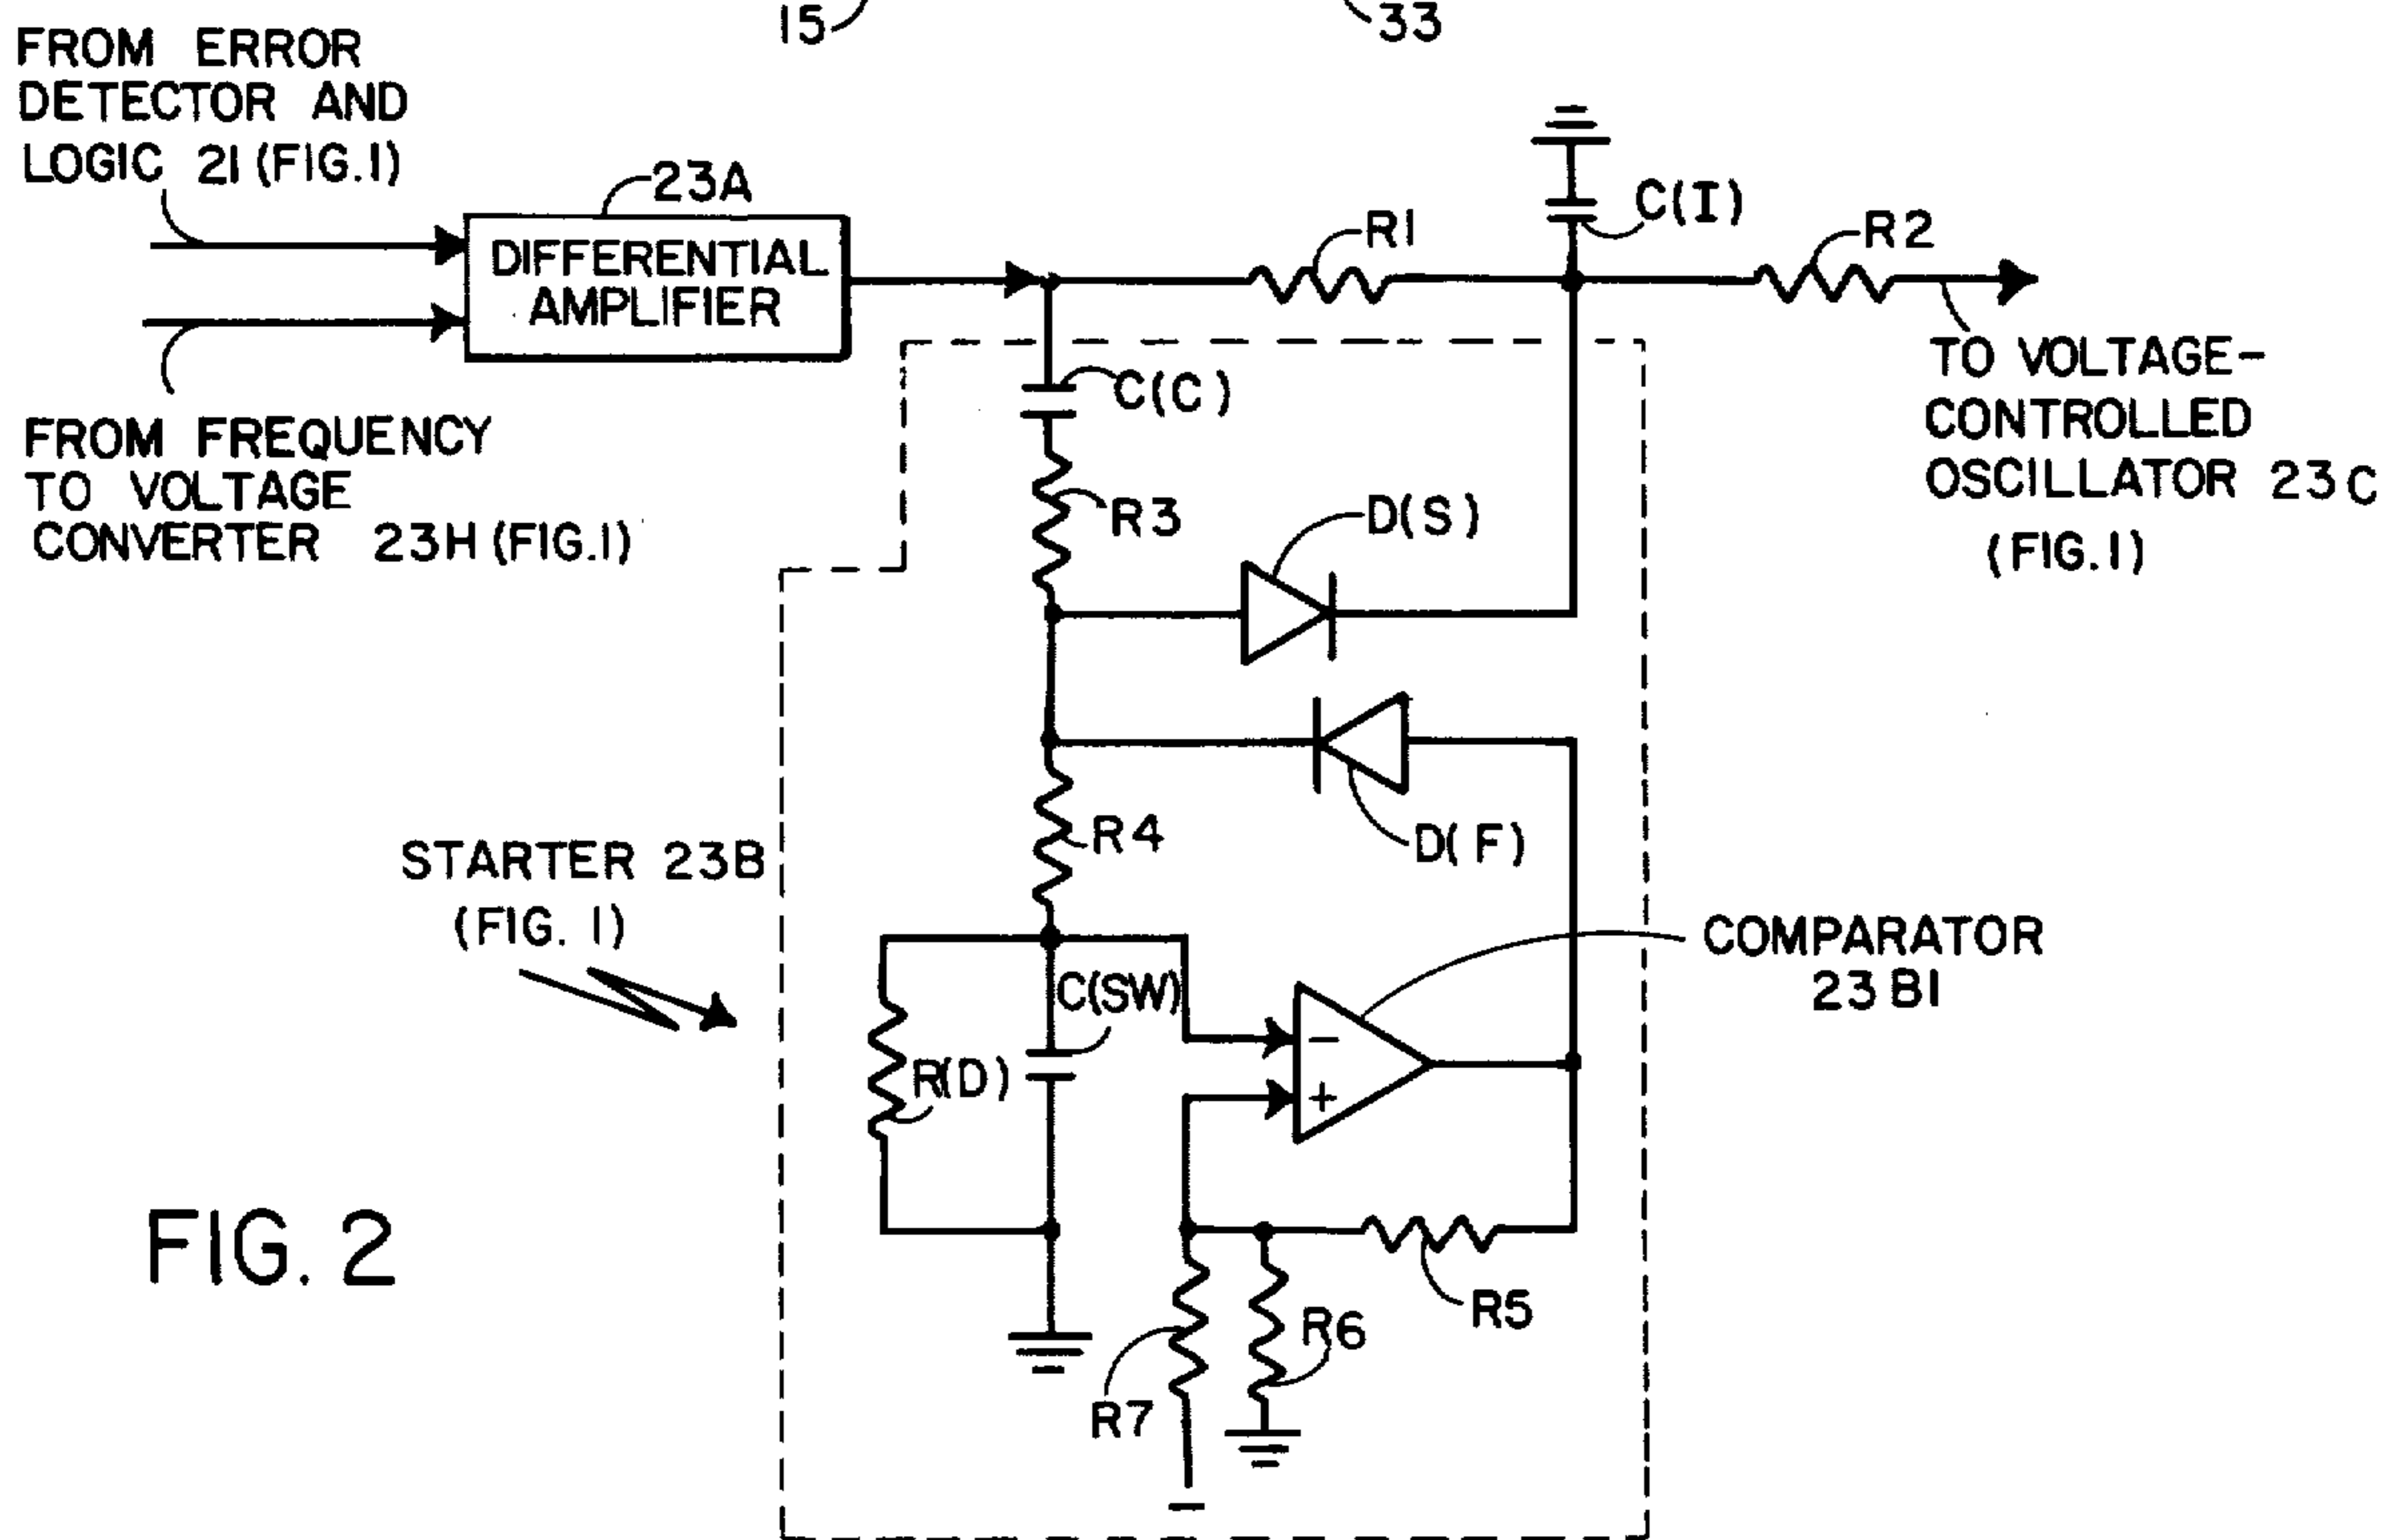 15
33
FROM ERROR
DETECTOR AND
LOGIC 21 (FIG.1)
23A
DIFFERENTIAL
AMPLIFIER
R1
C(I)
R2
TO VOLTAGE-
CONTROLLED
OSCILLATOR 23C
(FIG.1)
FROM FREQUENCY
TO VOLTAGE
CONVERTER 23H (FIG.1)
C(C)
R3
D(S)
D(F)
R4
STARTER 23B
(FIG. 1)
COMPARATOR
23B1
C(SW)
R(D)
−
+
R5
R6
R7
−
FIG. 2